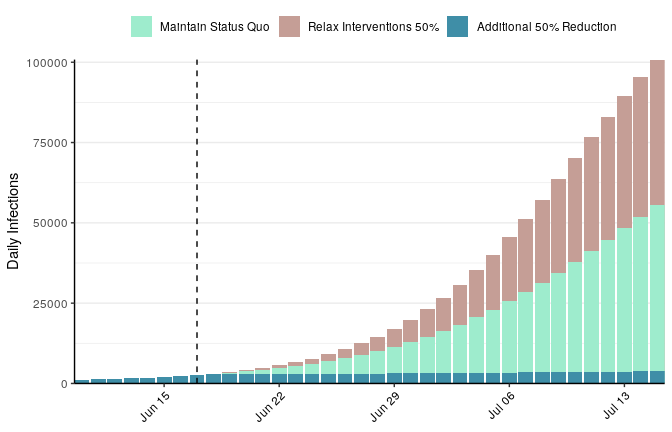 Maintain Status Quo Relax Interventions 50% Additional 50% Reduction
100000
75000
50000
25000
0
Daily Infections
Jun 15 Jun 22 Jun 29 Jul 06 Jul 13